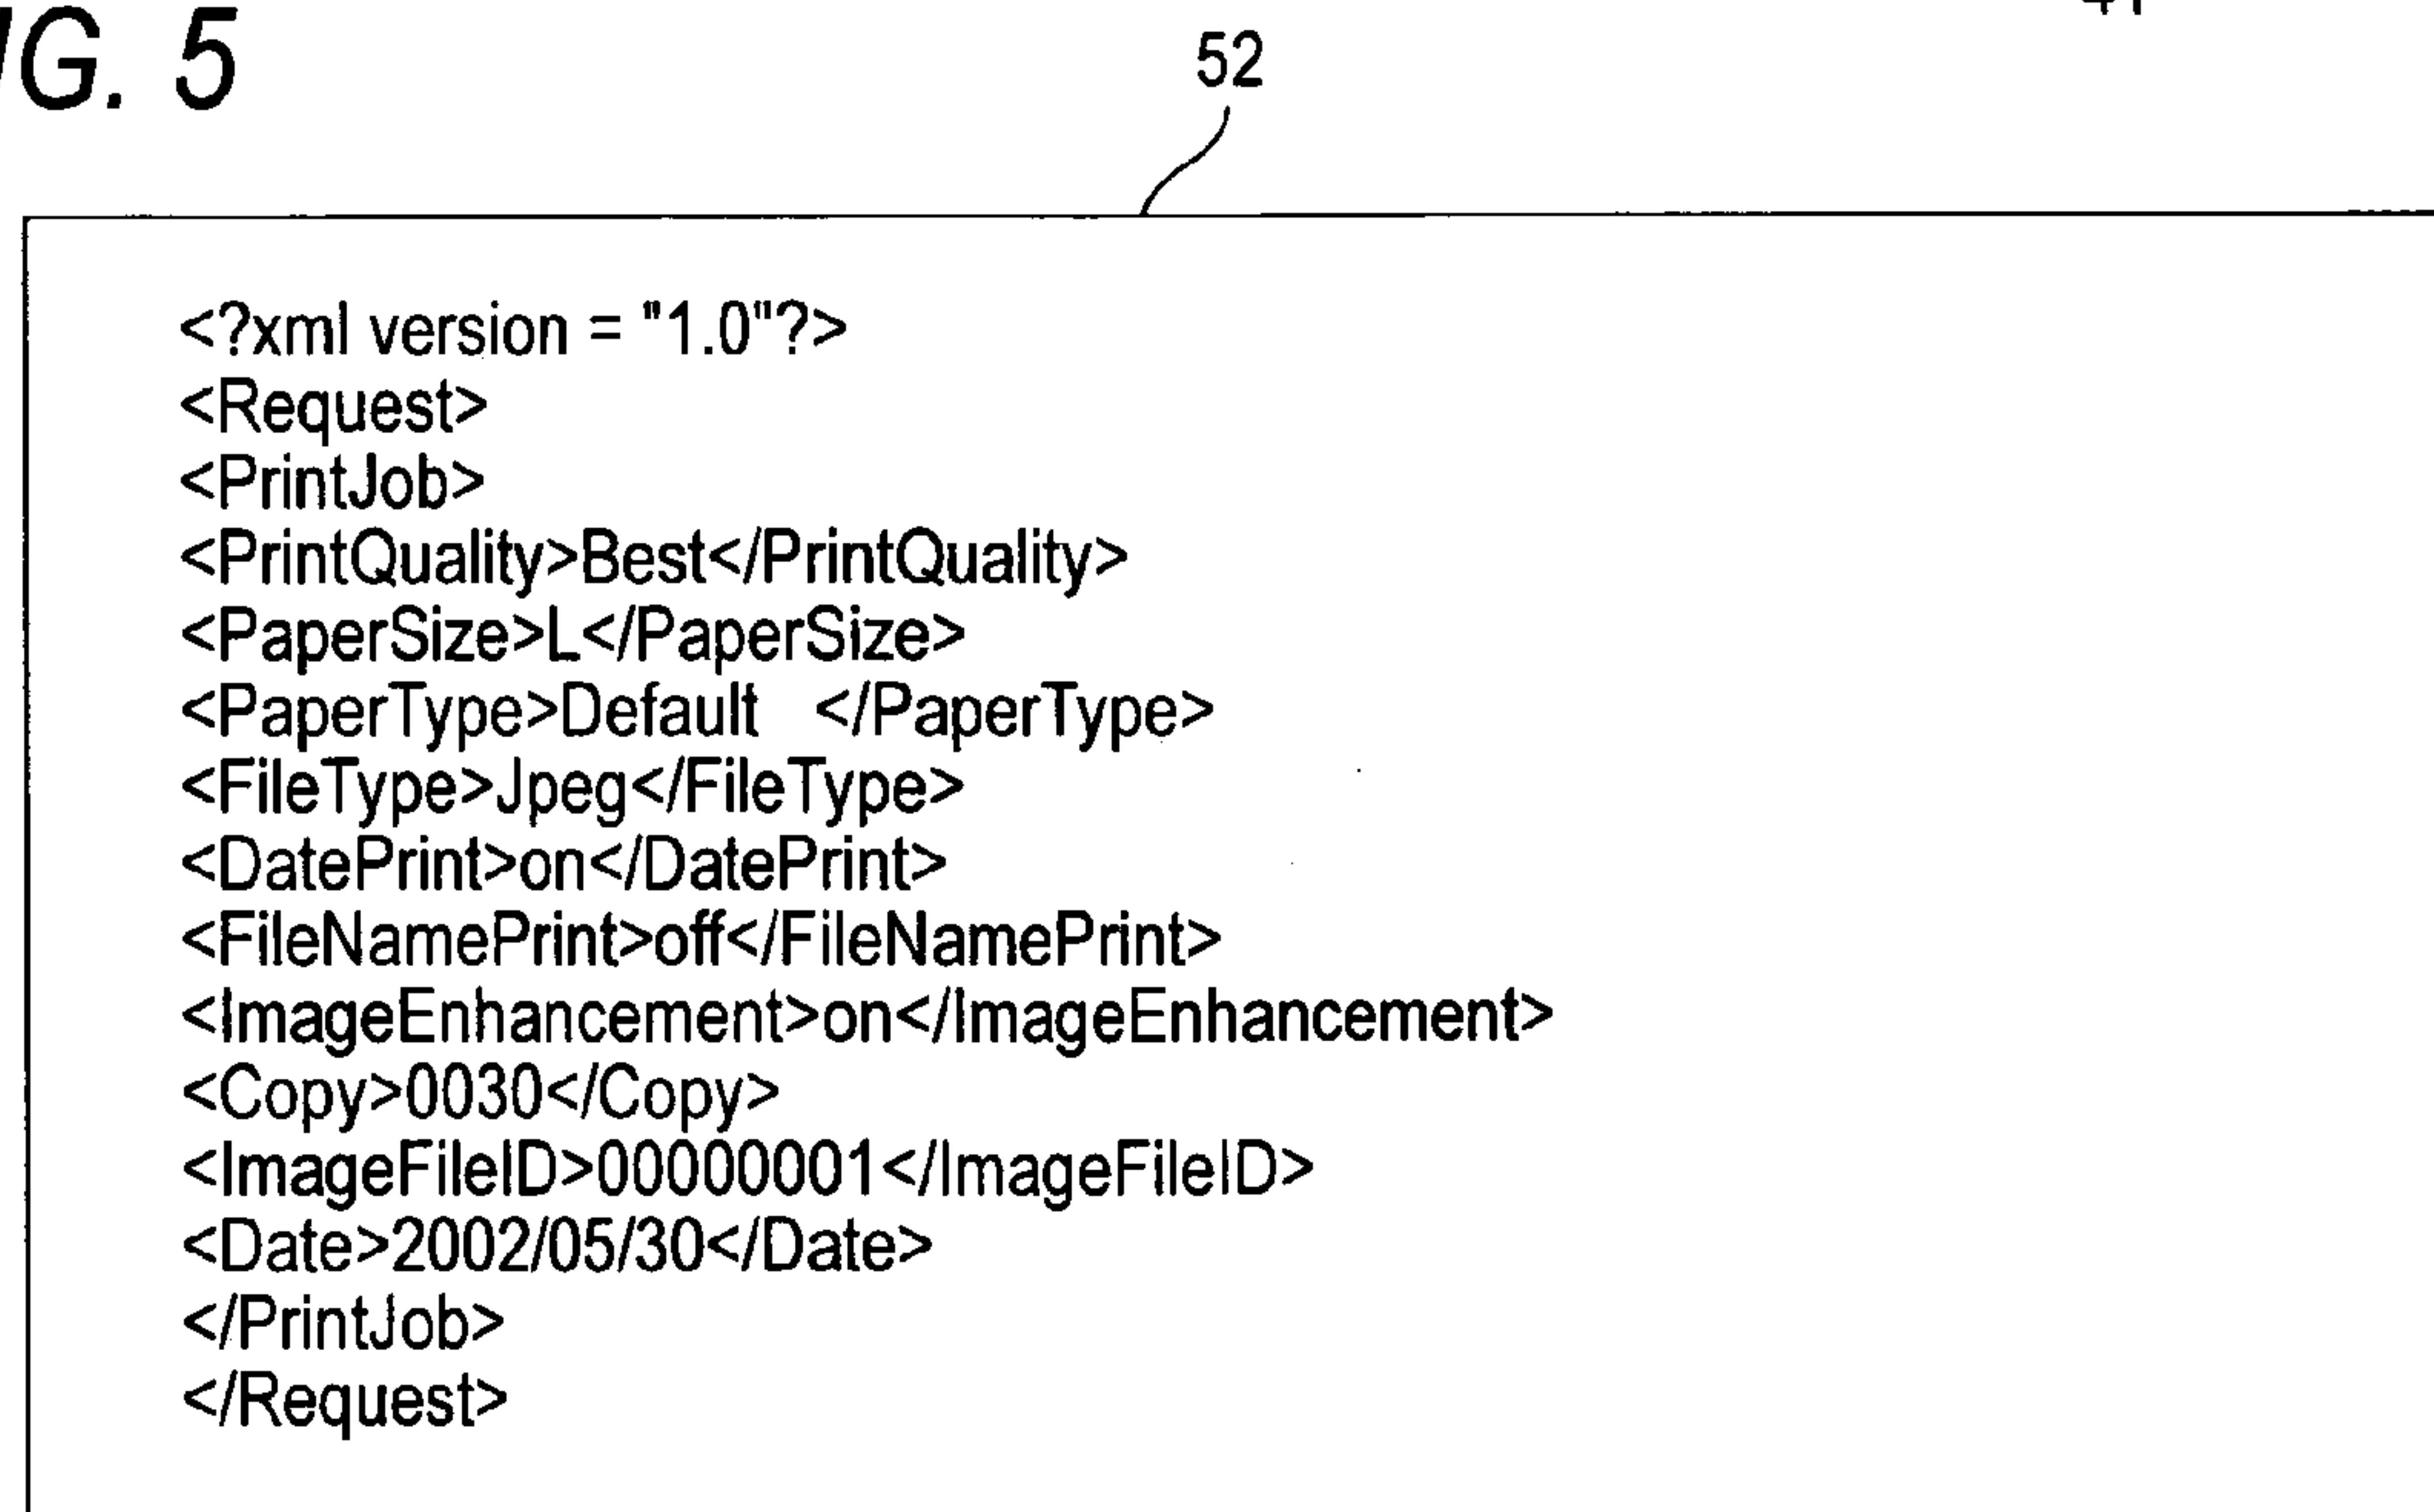 FIG. 5
52
<?xml version = "1.0"?>
<Request>
<PrintJob>
<PrintQuality>Best</PrintQuality>
<PaperSize>L</PaperSize>
<PaperType>Default   </PaperType>
<FileType>Jpeg</FileType>
<DatePrint>on</DatePrint>
<FileNamePrint>off</FileNamePrint>
<ImageEnhancement>on</ImageEnhancement>
<Copy>0030</Copy>
<ImageFileID>00000001</ImageFileID>
<Date>2002/05/30</Date>
</PrintJob>
</Request>